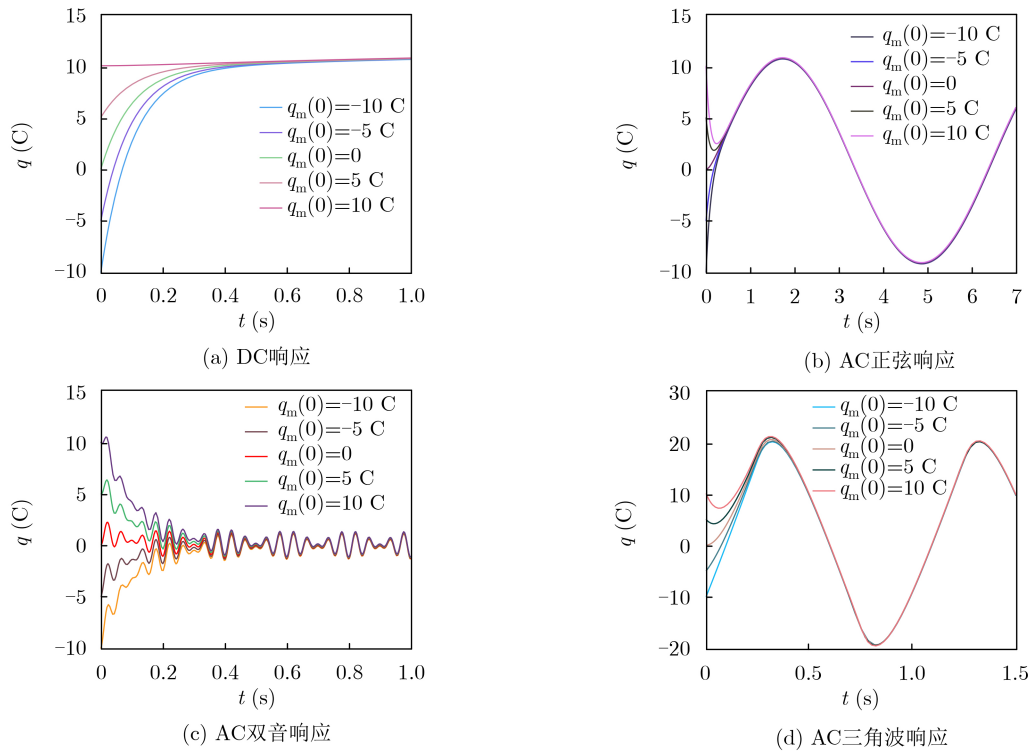 15
10
5
0
–5
–10
q (C)
qm(0)=–10 C
qm(0)=–5 C
qm(0)=0
qm(0)=5 C
qm(0)=10 C
0 0.2 0.4 0.6 0.8 1.0
t (s)
(a) DC响应
15
10
5
0
–5
–10
q (C)
qm(0)=–10 C
qm(0)=–5 C
qm(0)=0
qm(0)=5 C
qm(0)=10 C
0 1 2 3 4 5 6 7
t (s)
(b) AC正弦响应
15
10
5
0
–5
–10
q (C)
qm(0)=–10 C
qm(0)=–5 C
qm(0)=0
qm(0)=5 C
qm(0)=10 C
0 0.2 0.4 0.6 0.8 1.0
t (s)
(c) AC双音响应
30
20
10
0
–10
–20
q (C)
qm(0)=–10 C
qm(0)=–5 C
qm(0)=0
qm(0)=5 C
qm(0)=10 C
0 0.5 1.0 1.5
t (s)
(d) AC三角波响应